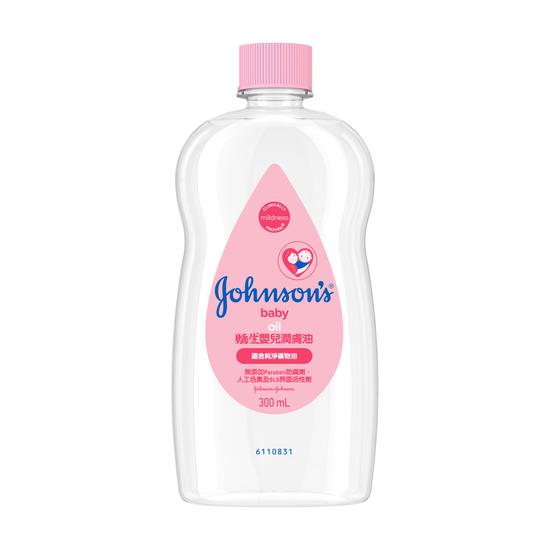 CLINICALLY
mildness
PROVEN
Johnson's®
baby
oil
嬌生嬰兒潤膚油
蘊含純淨礦物油
無添加Paraben防腐劑、
人工色素及SLS界面活性劑
Johnson & Johnson
300 mL
6110831